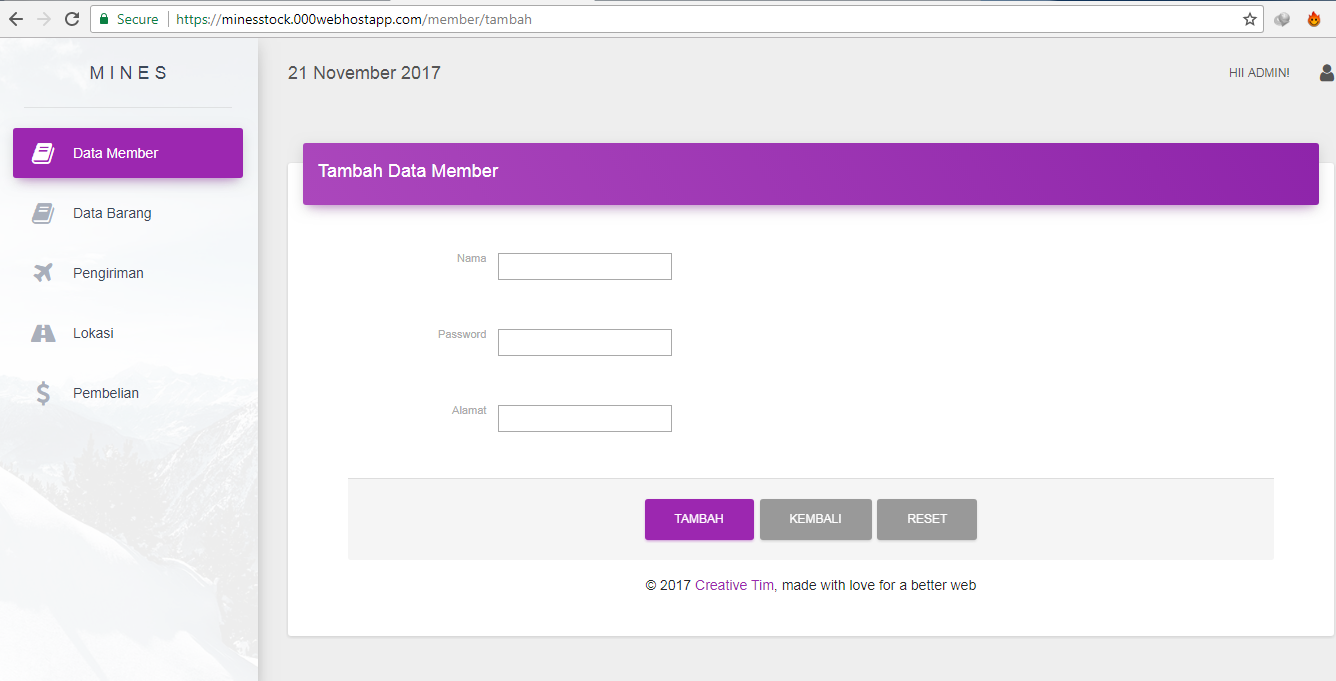 Secure https://minesstock.000webhostapp.com/member/tambah
MINES
21 November 2017
HII ADMIN!
Data Member
Data Barang
Pengiriman
Lokasi
Pembelian
Tambah Data Member
Nama
Password
Alamat
TAMBAH KEMBALI RESET
© 2017 Creative Tim, made with love for a better web